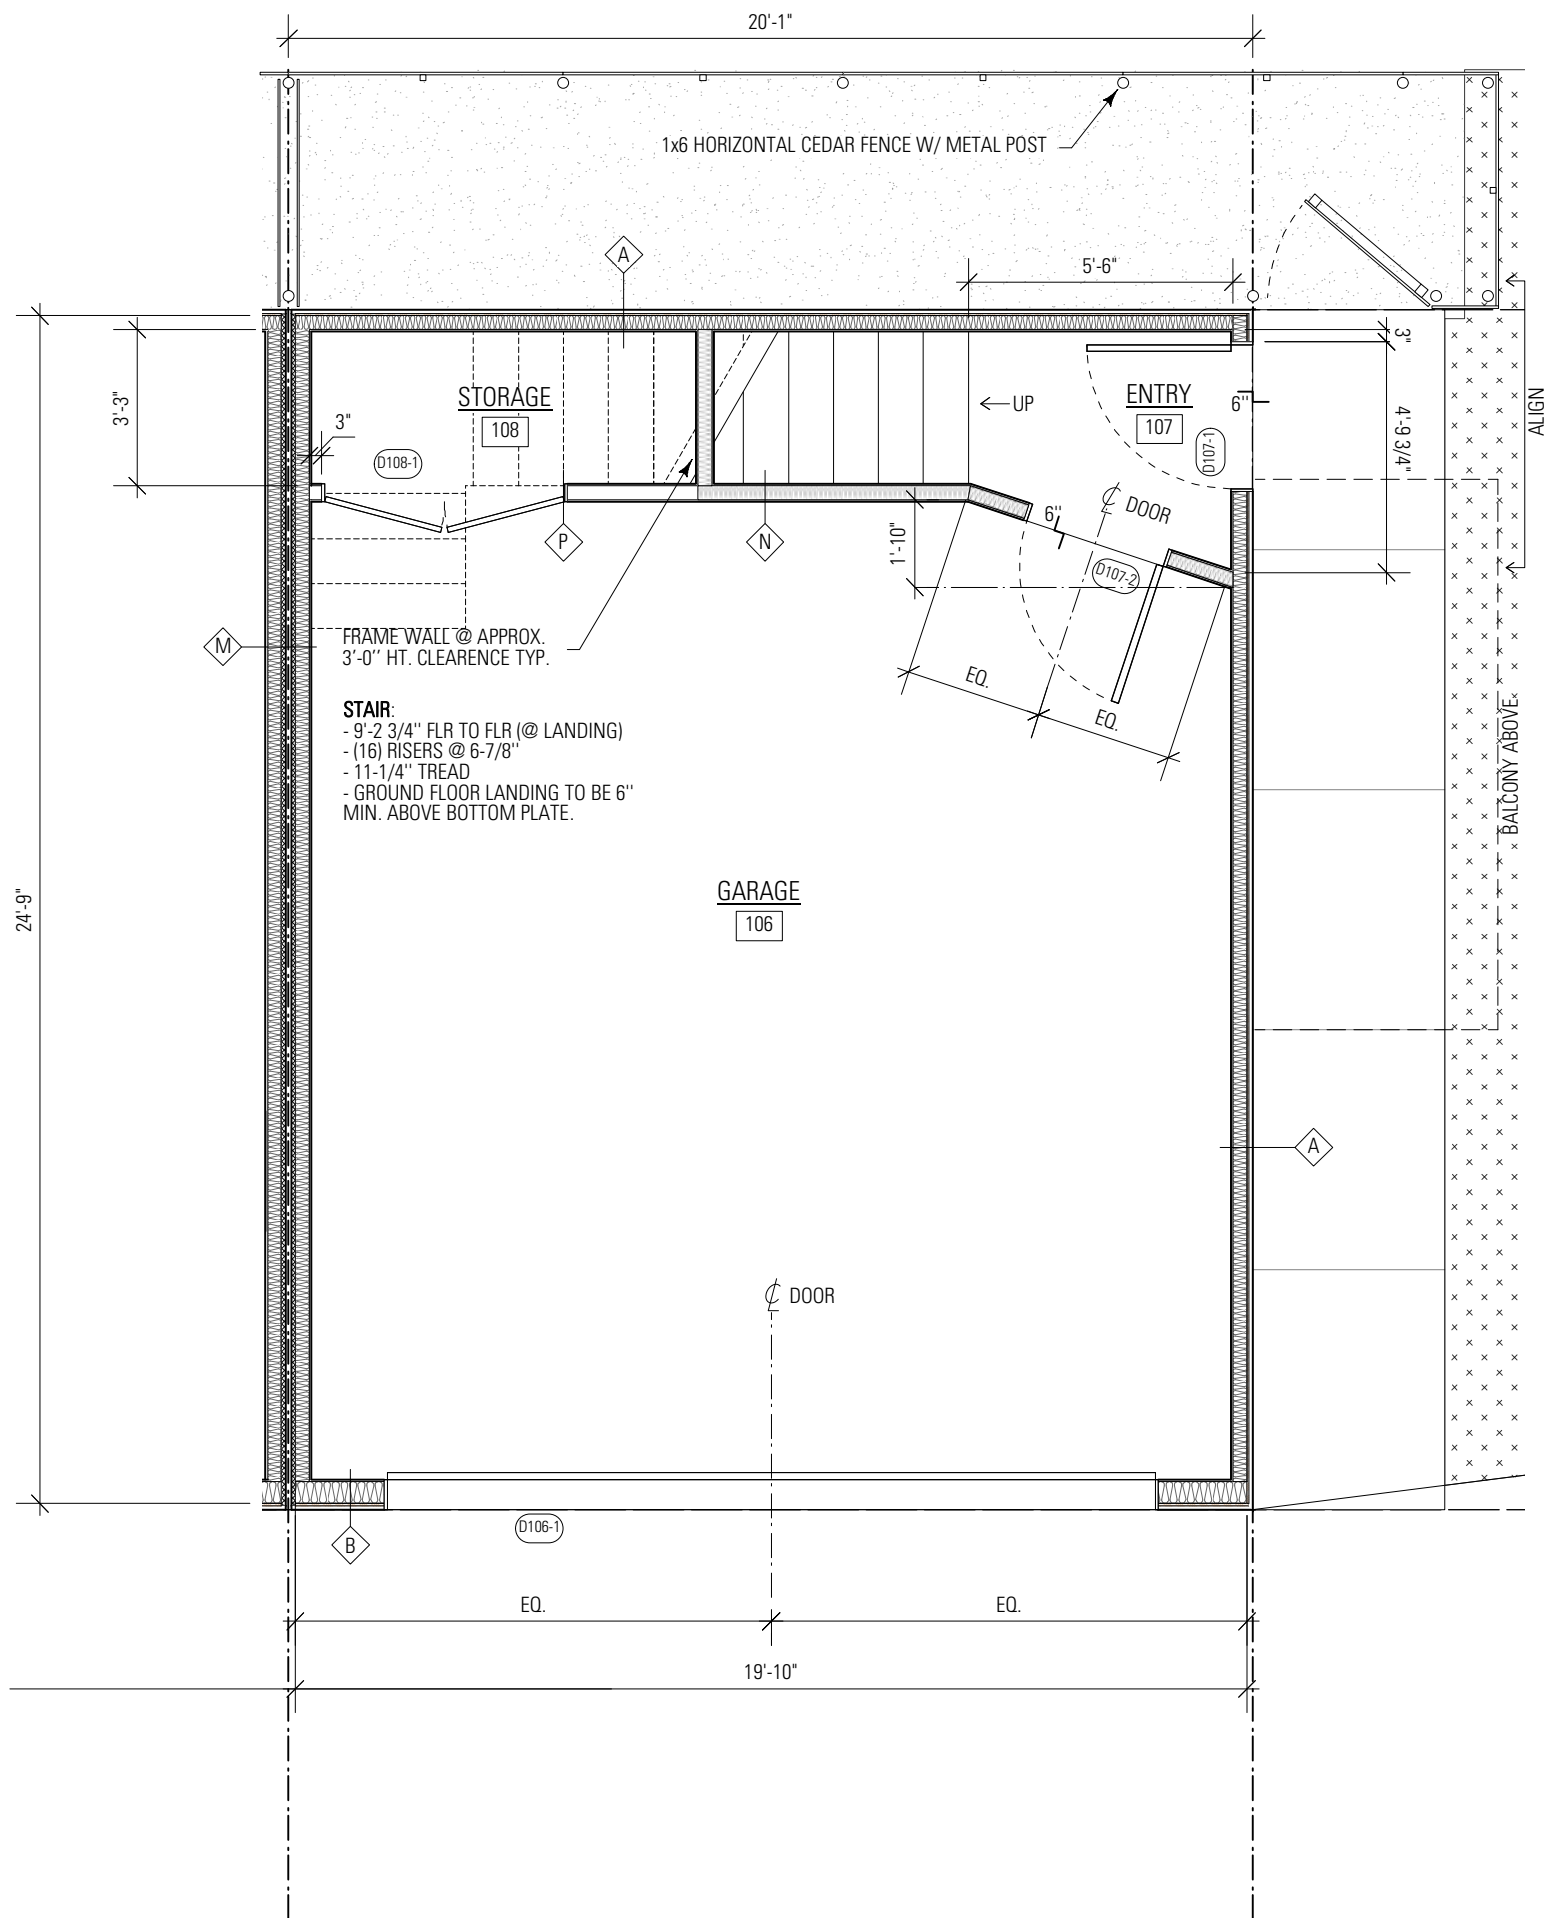 20'-1"
1x6 HORIZONTAL CEDAR FENCE W/ METAL POST
A
5'-6"
3"
3'-3"
STORAGE
108
3"
D108-1
UP
ENTRY
107
6"
D107-1
4'-9 3/4"
ALIGN
P
N
1'-10"
6''
℄ DOOR
D107-2
M
FRAME WALL @ APPROX.
3'-0'' HT. CLEARENCE TYP.
EQ.
EQ.
STAIR:
- 9'-2 3/4'' FLR TO FLR (@ LANDING)
- (16) RISERS @ 6-7/8''
- 11-1/4'' TREAD
- GROUND FLOOR LANDING TO BE 6''
MIN. ABOVE BOTTOM PLATE.
BALCONY ABOVE
24'-9"
GARAGE
106
A
℄ DOOR
D106-1
B
EQ.
EQ.
19'-10"